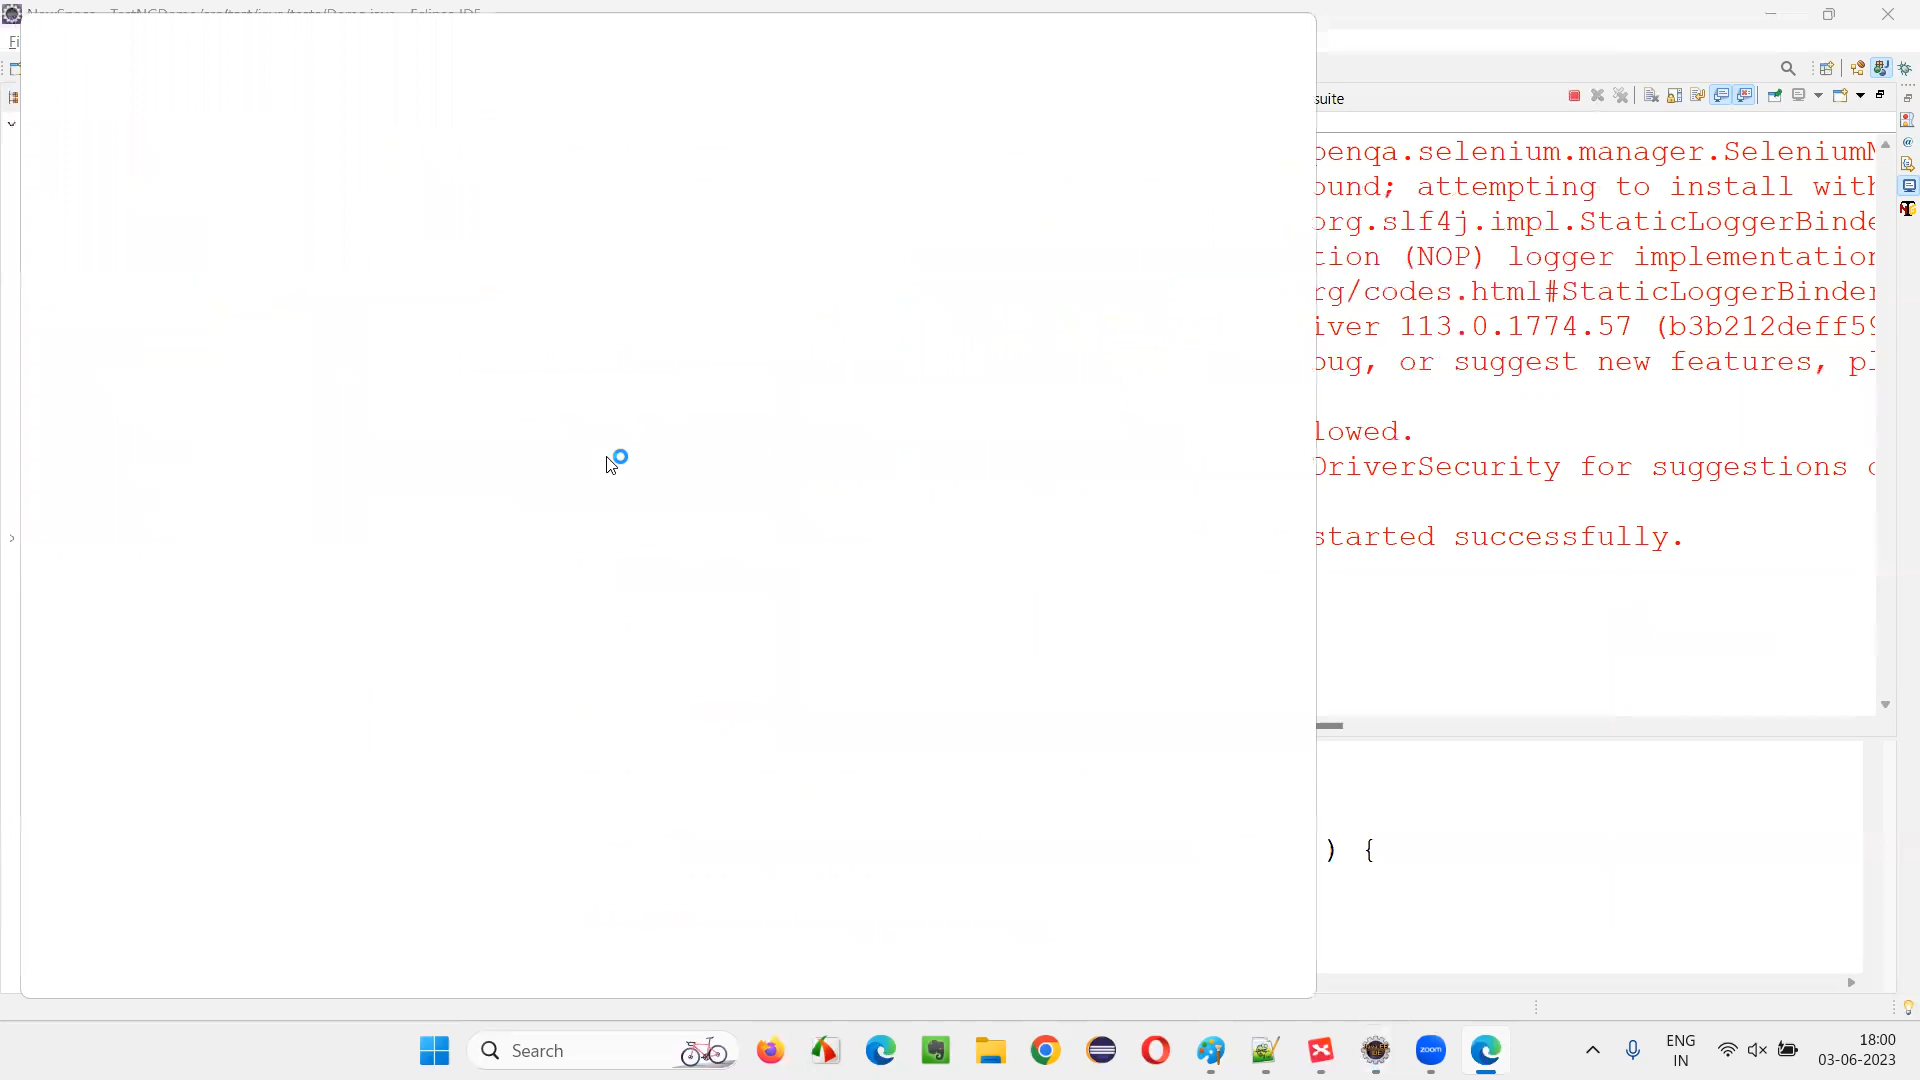 suite
penqa.selenium.manager.SeleniumM
ound; attempting to install with
org.slf4j.impl.StaticLoggerBinde
tion (NOP) logger implementation
rg/codes.html#StaticLoggerBinder
iver 113.0.1774.57 (b3b212deff59
bug, or suggest new features, pl
lowed.
DriverSecurity for suggestions o
started successfully.
) {
Search
zoom
ENG
IN
18:00
03-06-2023